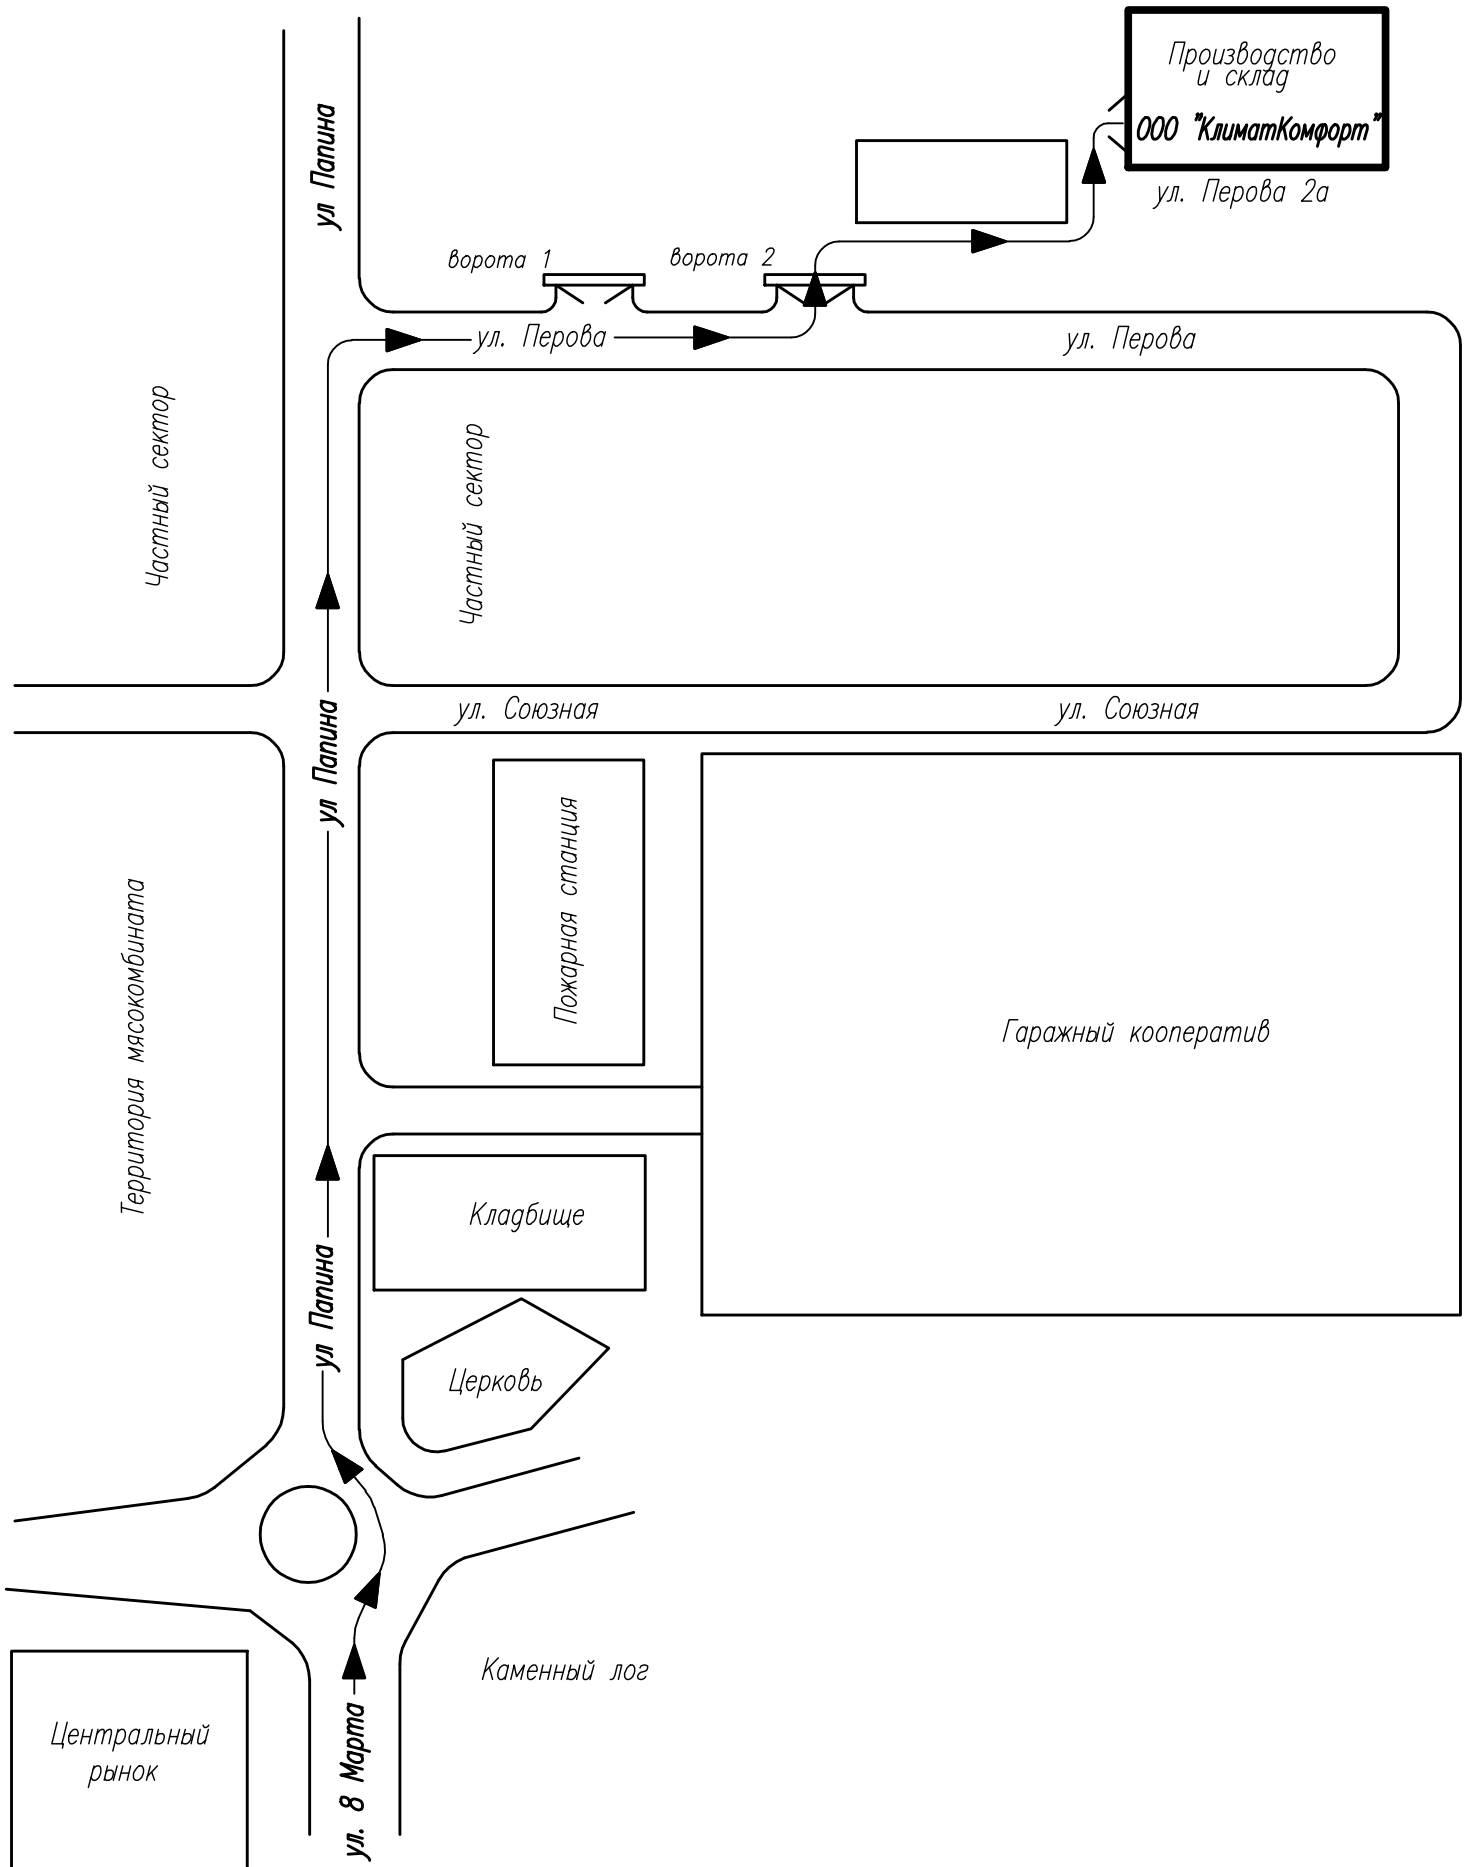 Производство
и склад
ООО "КлиматКомфорт"
ул. Перова 2а
ул Папина
ворота 1
ворота 2
ул. Перова
ул. Перова
Частный сектор
Частный сектор
ул. Союзная
ул. Союзная
ул Папина
Пожарная станция
Территория мясокомбината
Гаражный кооператив
Кладбище
ул Папина
Церковь
Каменный лог
Центральный
рынок
ул. 8 Марта